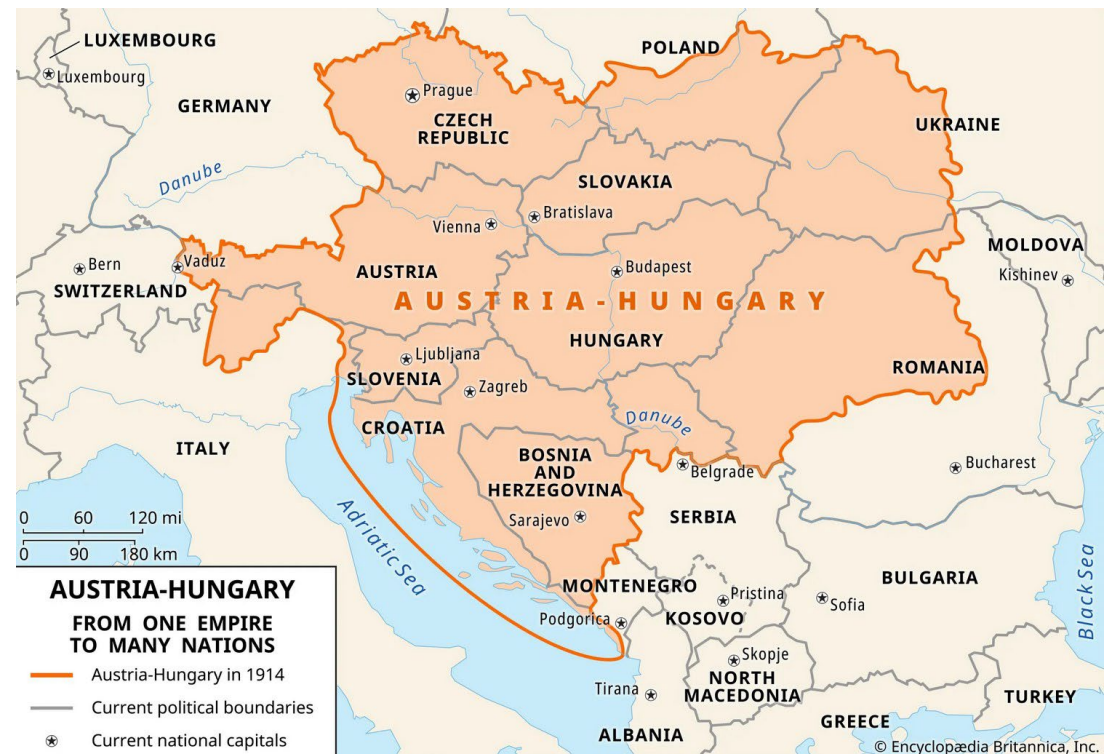 LUXEMBOURG
Luxembourg
POLAND
GERMANY
Prague
CZECH
REPUBLIC
UKRAINE
Danube
SLOVAKIA
Bratislava
Vienna
MOLDOVA
Kishinev
Bern
Vaduz
SWITZERLAND
AUSTRIA
Budapest
AUSTRIA-HUNGARY
HUNGARY
ROMANIA
Ljubljana
SLOVENIA
Zagreb
CROATIA
Danube
ITALY
BOSNIA
AND
HERZEGOVINA
Belgrade
Bucharest
Sarajevo
SERBIA
Adriatic Sea
0 60 120 mi
0 90 180 km
MONTENEGRO
Pristina
KOSOVO
Podgorica
BULGARIA
Sofia
Black Sea
Skopje
NORTH
MACEDONIA
Tirana
ALBANIA
GREECE
TURKEY
AUSTRIA-HUNGARY
FROM ONE EMPIRE
TO MANY NATIONS
Austria-Hungary in 1914
Current political boundaries
Current national capitals
© Encyclopædia Britannica, Inc.